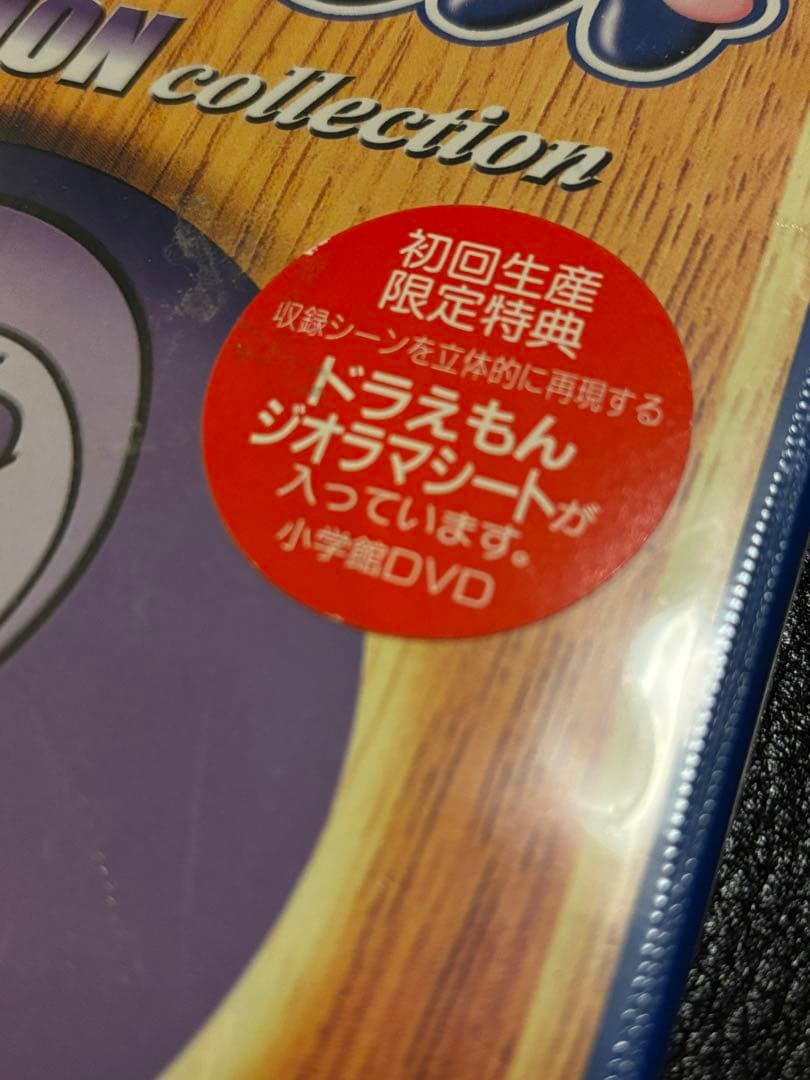 collection
初回生産
限定特典
収録シーンを立体的に再現する
ドラえもん
ジオラマシートが
入っています。
小学館DVD